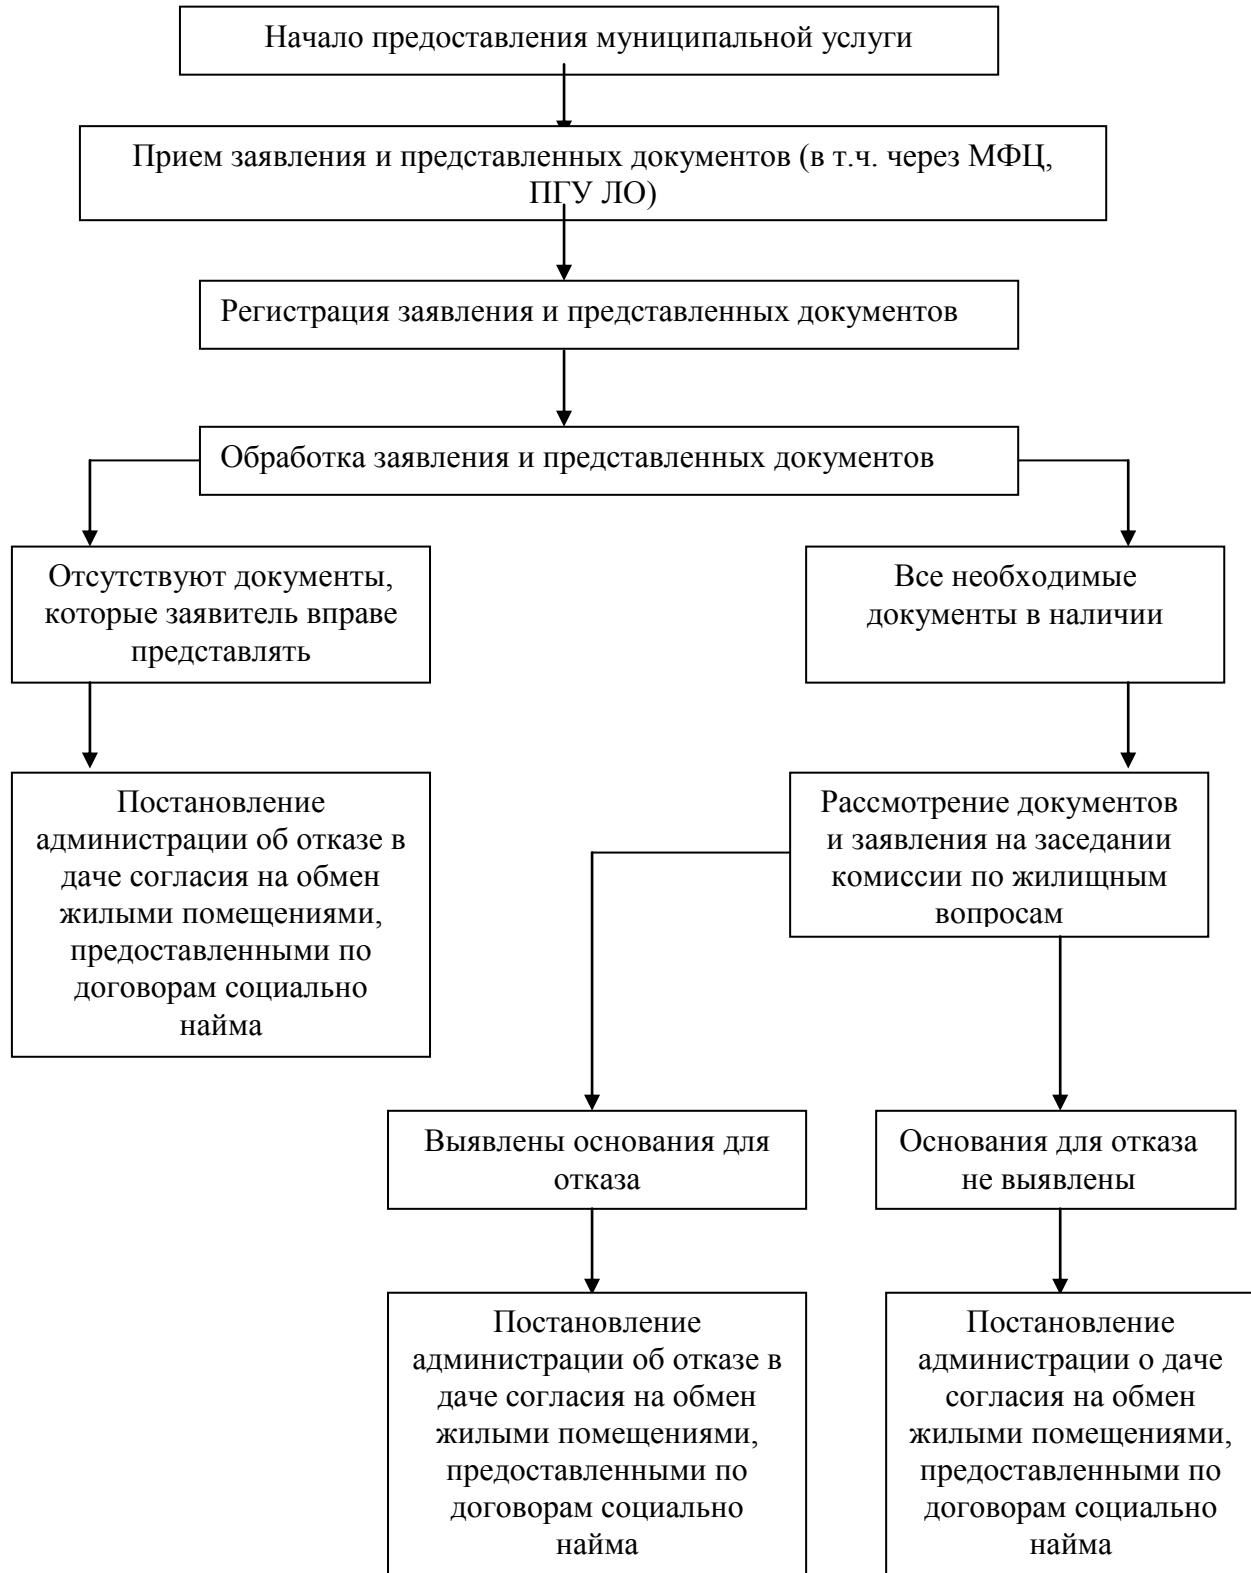 Начало предоставления муниципальной услуги
Прием заявления и представленных документов (в т.ч. через МФЦ,
ПГУ ЛО)
Регистрация заявления и представленных документов
Обработка заявления и представленных документов
Отсутствуют документы,
которые заявитель вправе
представлять
Все необходимые
документы в наличии
Постановление
администрации об отказе в
даче согласия на обмен
жилыми помещениями,
предоставленными по
договорам социально
найма
Рассмотрение документов
и заявления на заседании
комиссии по жилищным
вопросам
Выявлены основания для
отказа
Основания для отказа
не выявлены
Постановление
администрации об отказе в
даче согласия на обмен
жилыми помещениями,
предоставленными по
договорам социально
найма
Постановление
администрации о даче
согласия на обмен
жилыми помещениями,
предоставленными по
договорам социально
найма